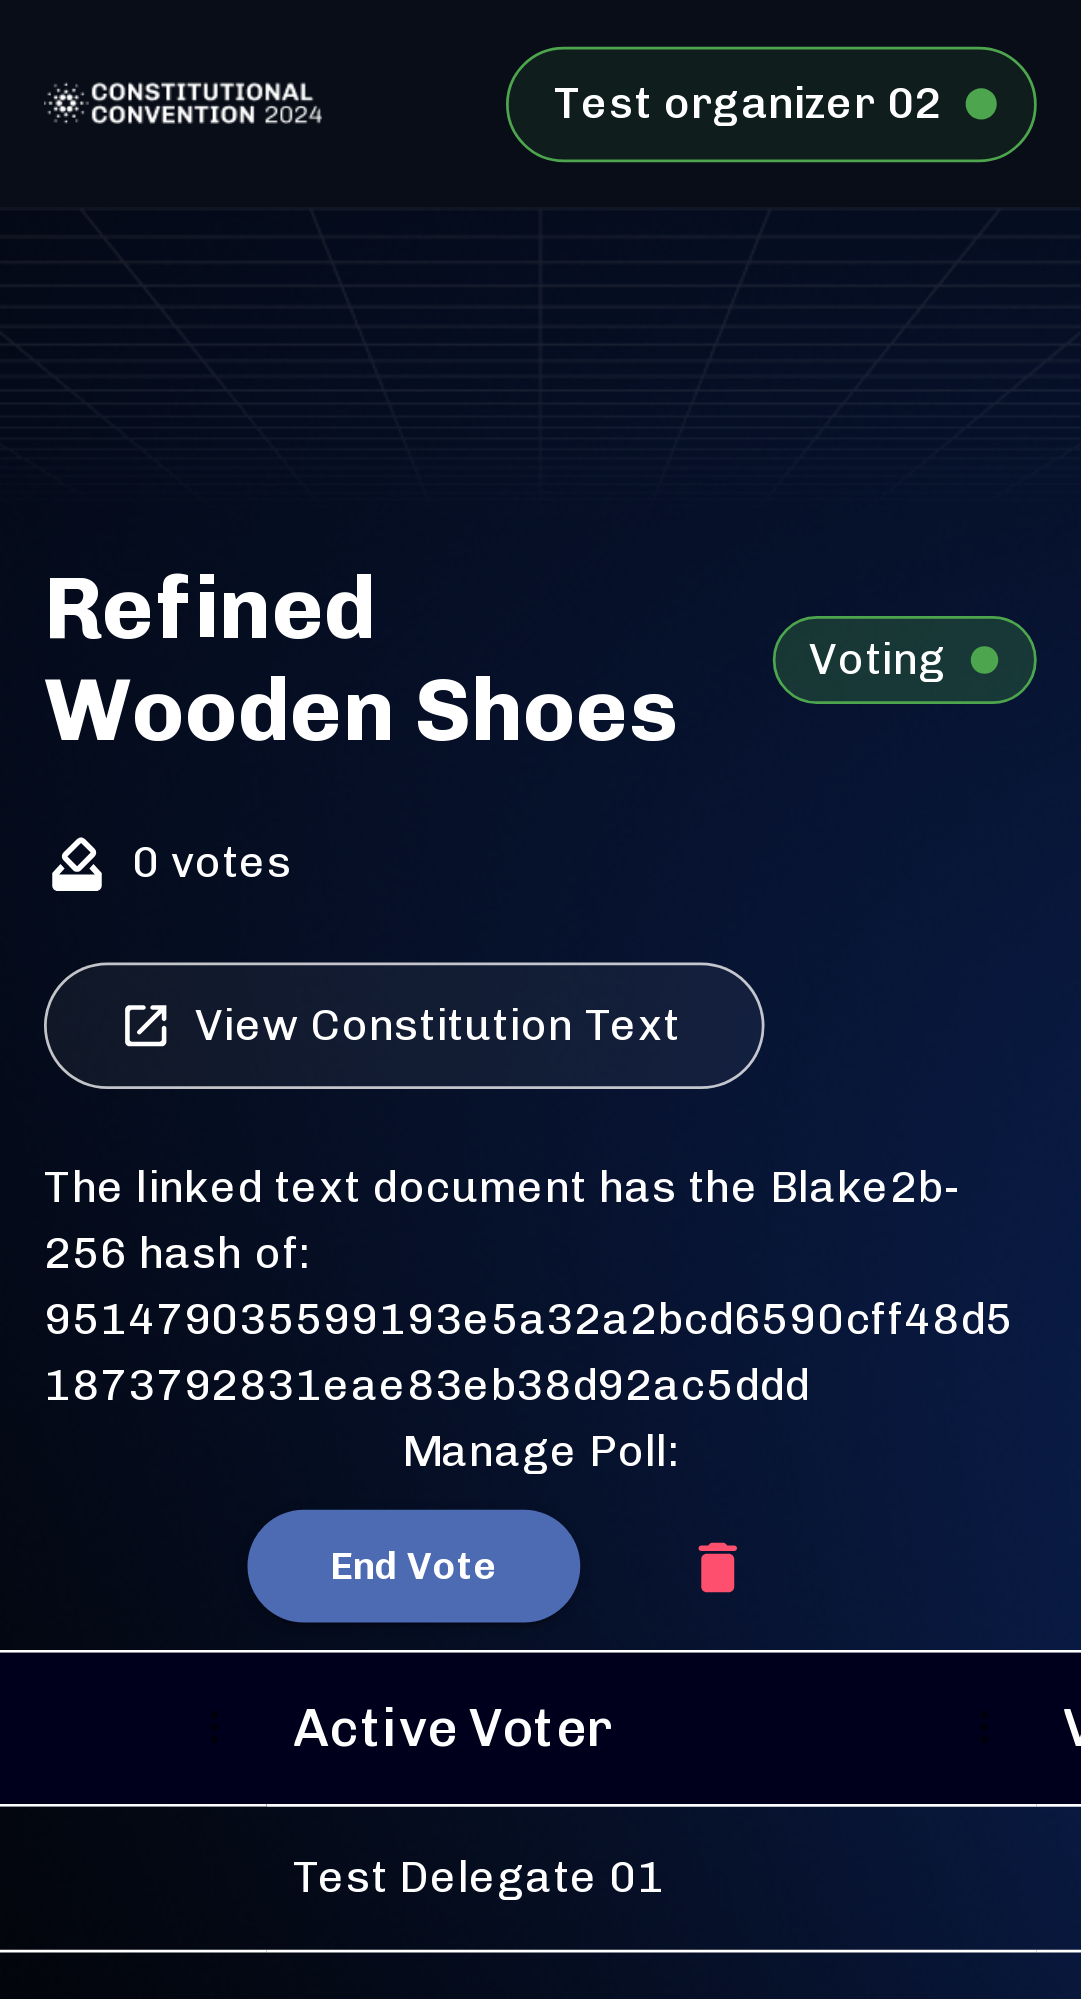 CONSTITUTIONAL
CONVENTION 2024
Test organizer 02
Refined
Wooden Shoes
Voting
0 votes
View Constitution Text
The linked text document has the Blake2b-
256 hash of:
951479035599193e5a32a2bcd6590cff48d5
1873792831eae83eb38d92ac5ddd
Manage Poll:
End Vote
Active Voter
V
Test Delegate 01